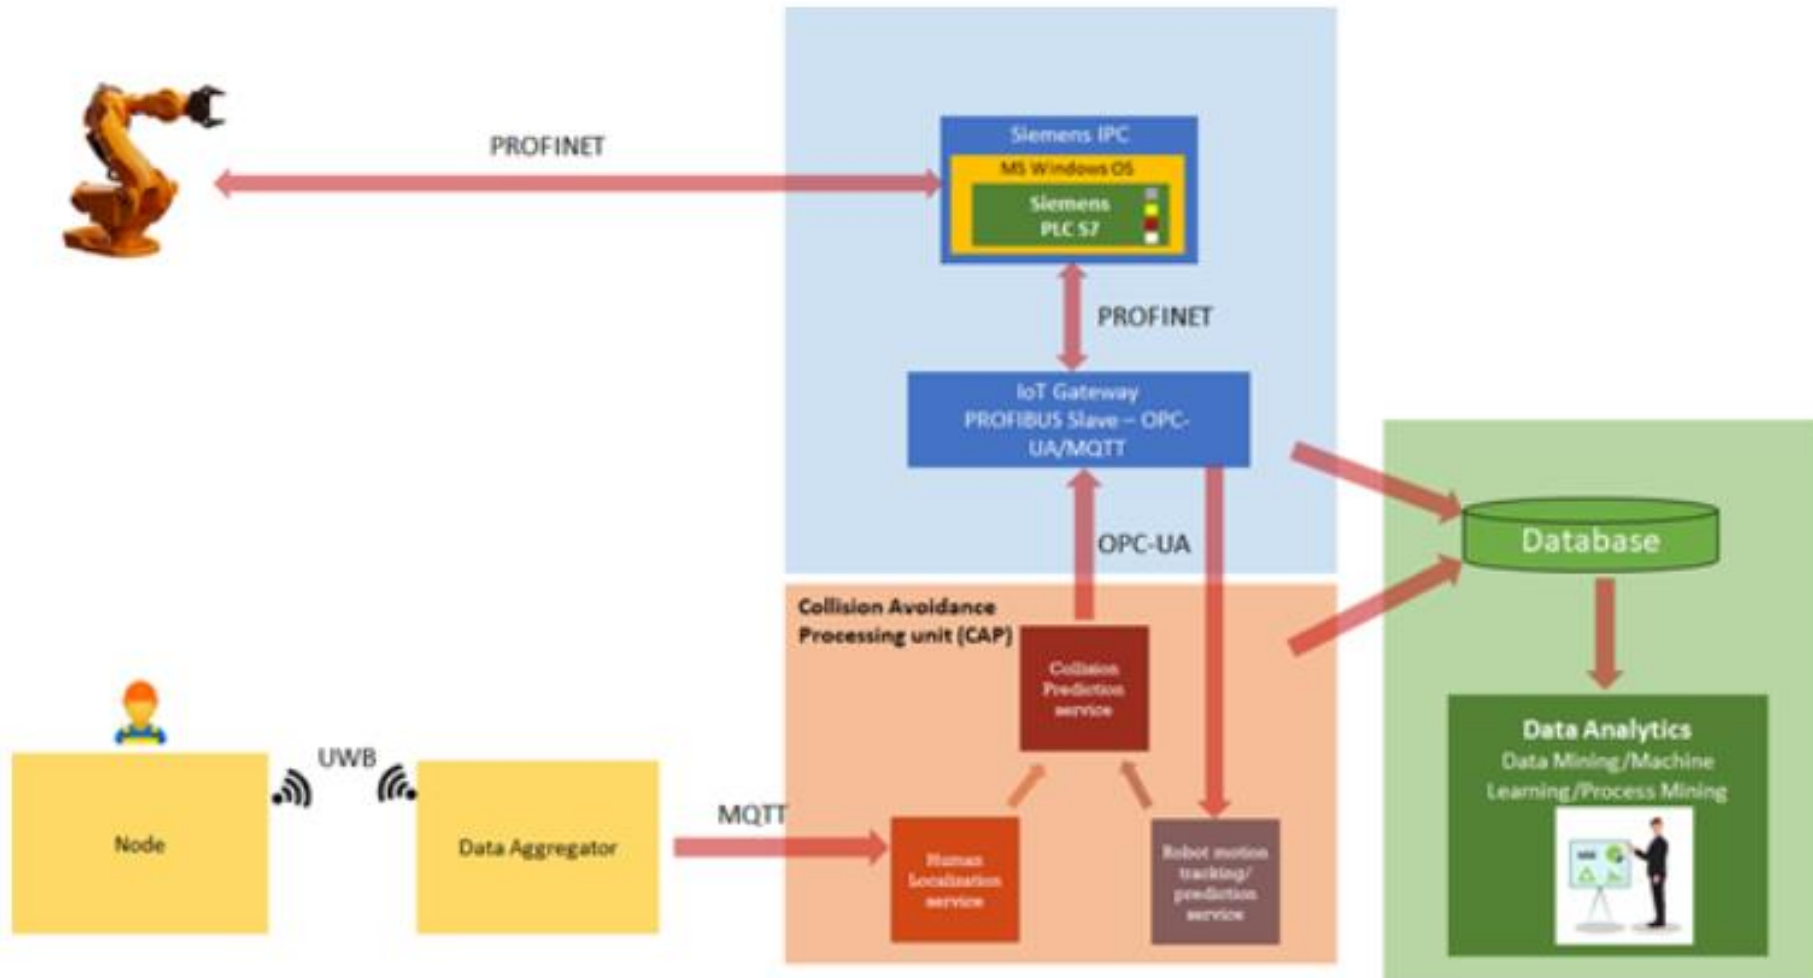 PROFINET
Siemens IPC
MS Windows OS
Siemens
PLC S7
PROFINET
IoT Gateway
PROFIBUS Slave – OPC-
UA/MQTT
OPC-UA
Database
Collision Avoidance
Processing unit (CAP)
Collision
Prediction
service
Data Analytics
Data Mining/Machine
Learning/Process Mining
UWB
MQTT
Node
Data Aggregator
Human
Localization
service
Robot motion
tracking/
prediction
service